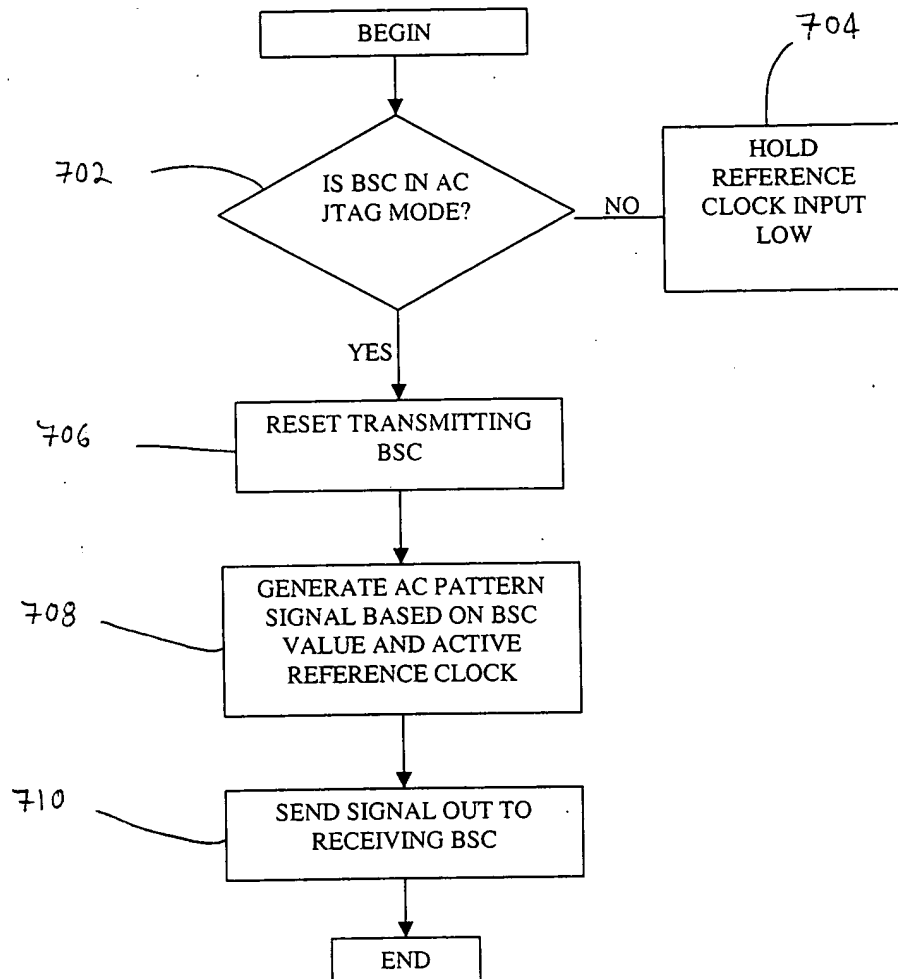 BEGIN
704
702
IS BSC IN AC
JTAG MODE?
NO
HOLD
REFERENCE
CLOCK INPUT
LOW
YES
706
RESET TRANSMITTING
BSC
708
GENERATE AC PATTERN
SIGNAL BASED ON BSC
VALUE AND ACTIVE
REFERENCE CLOCK
710
SEND SIGNAL OUT TO
RECEIVING BSC
END